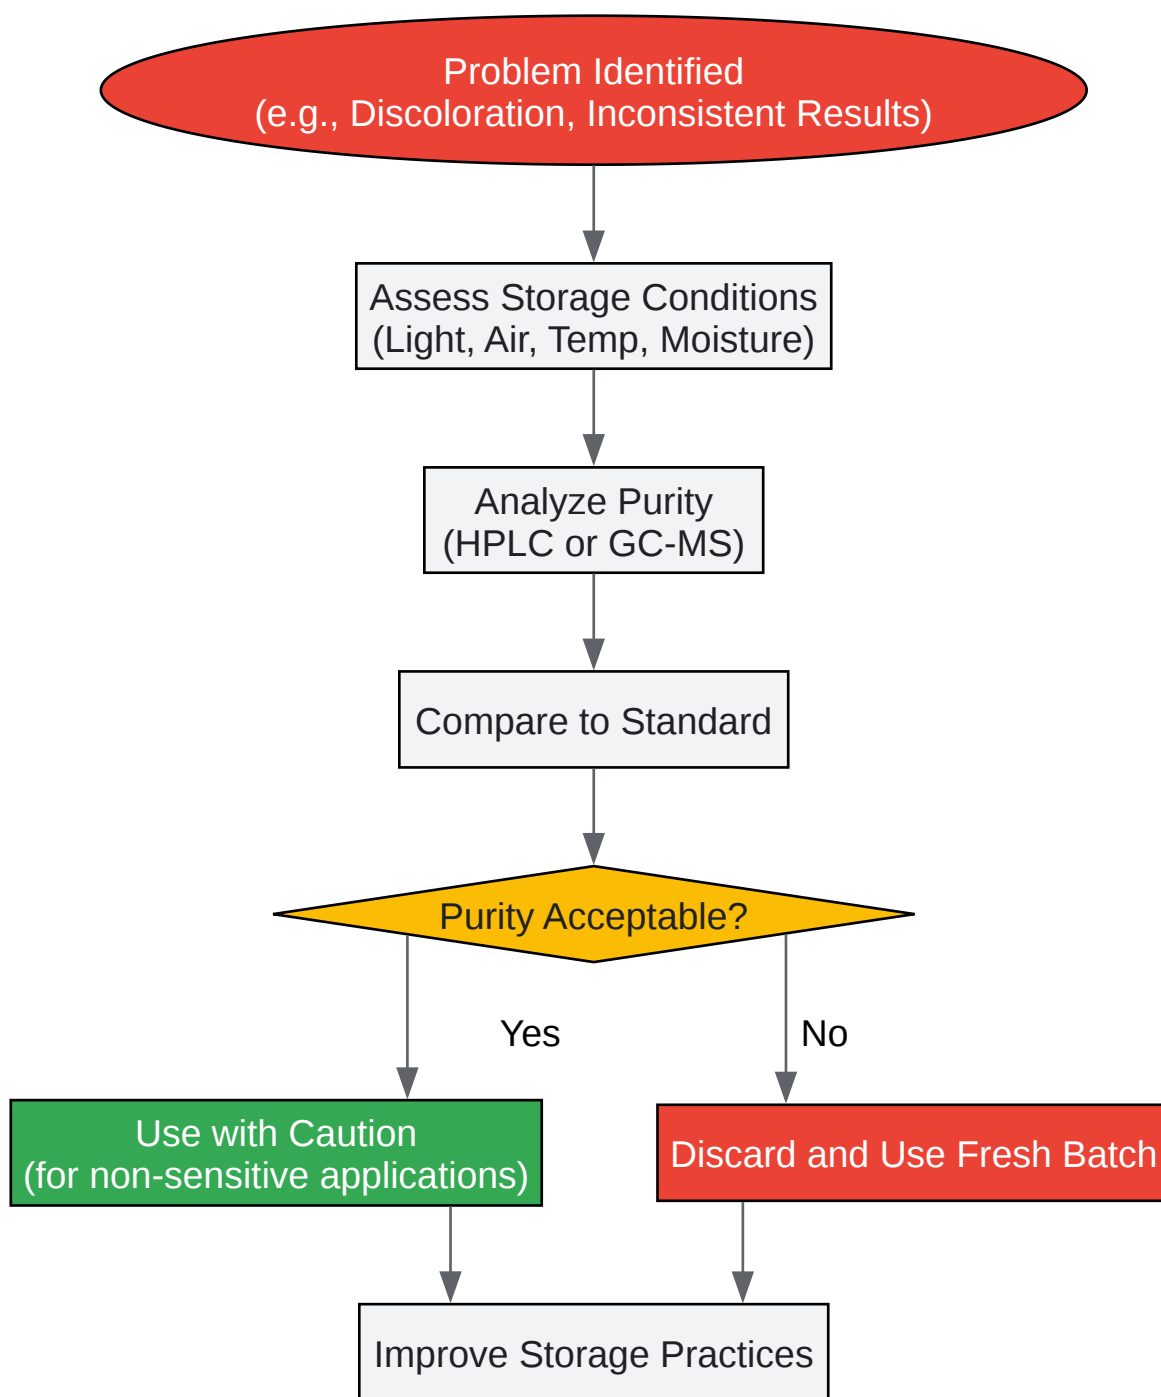 Problem Identified
(e.g., Discoloration, Inconsistent Results)
Assess Storage Conditions
(Light, Air, Temp, Moisture)
Analyze Purity
(HPLC or GC-MS)
Compare to Standard
Purity Acceptable?
Yes
No
Use with Caution
(for non-sensitive applications)
Discard and Use Fresh Batch
Improve Storage Practices